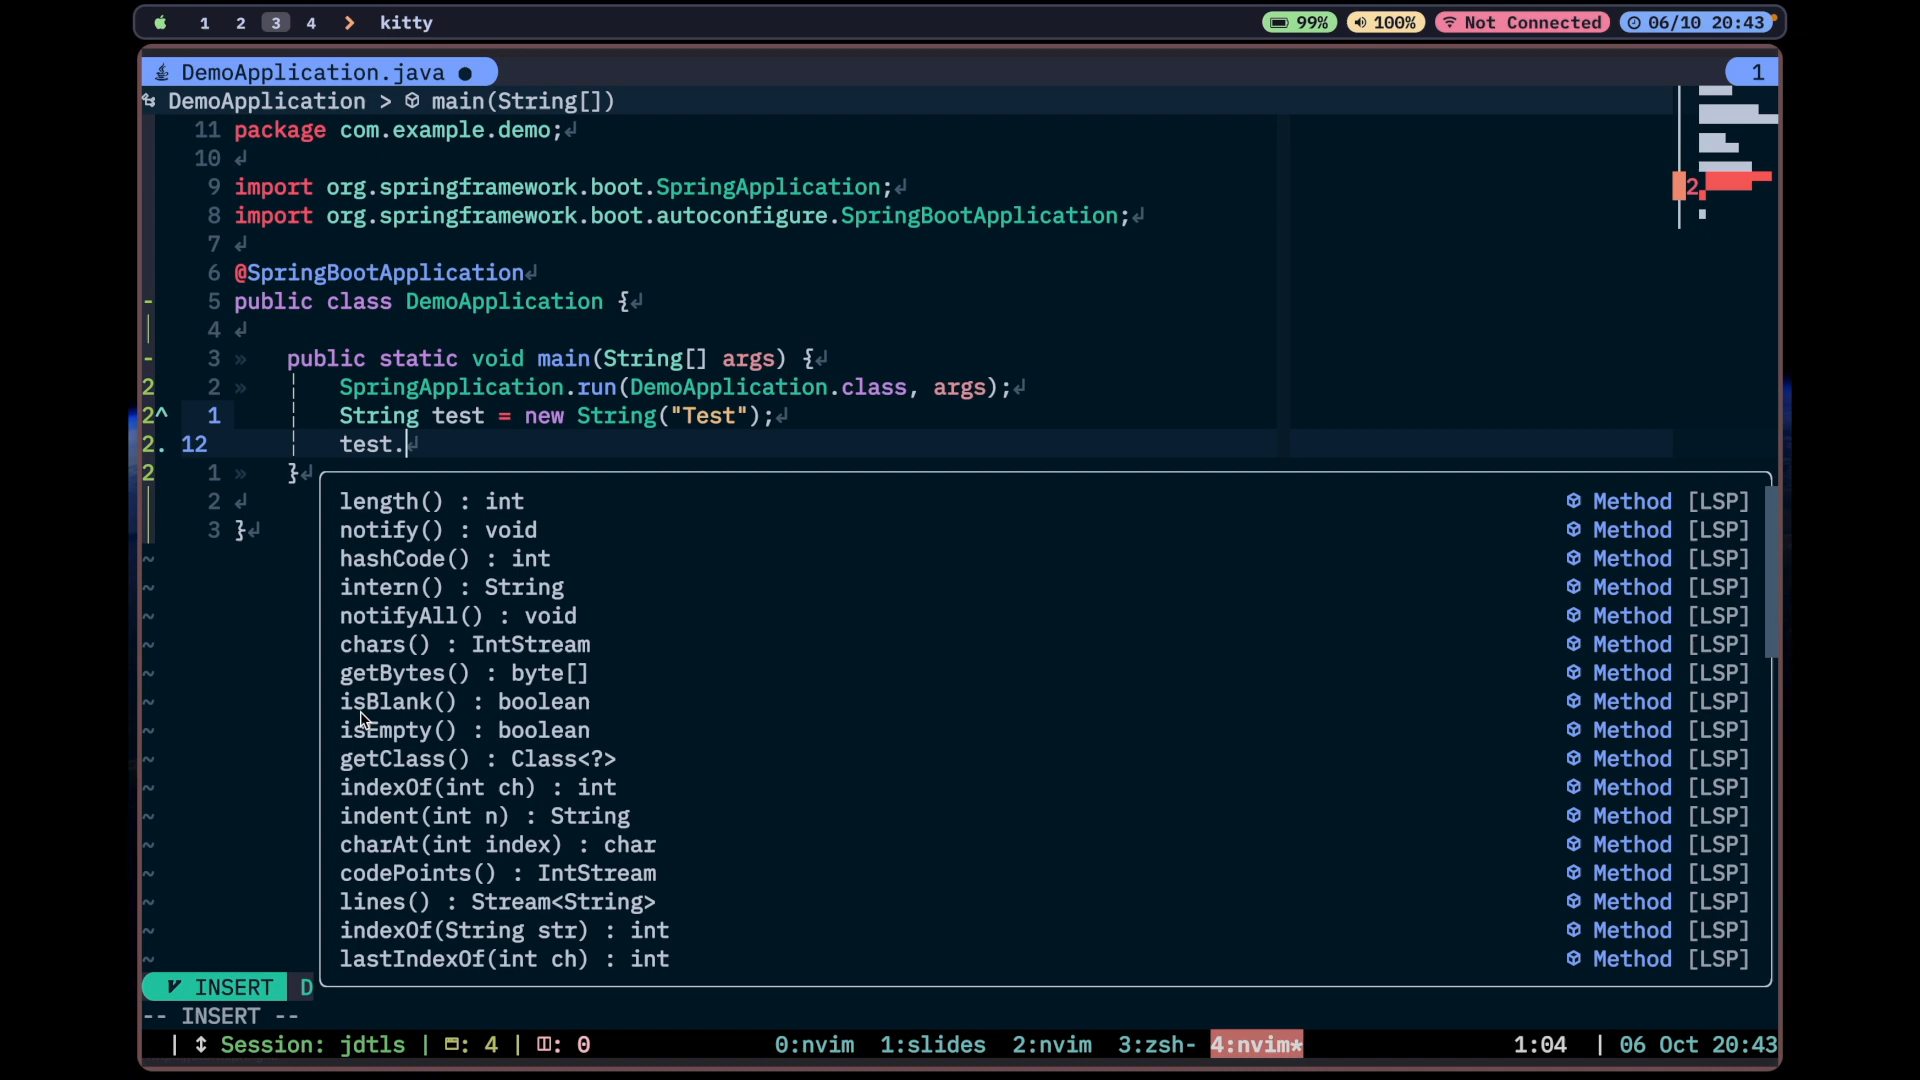 1 2 3 4 > kitty 99% 100% Not Connected 06/10 20:43
DemoApplication.java ● 1
DemoApplication > main(String[])
11 package com.example.demo;
10
9 import org.springframework.boot.SpringApplication;
8 import org.springframework.boot.autoconfigure.SpringBootApplication;
7
6 @SpringBootApplication
- 5 public class DemoApplication {
4
- 3 » public static void main(String[] args) {
2 2 » SpringApplication.run(DemoApplication.class, args);
2^ 1 String test = new String("Test");
2. 12 test.
2 1 » }
2
3 }
2.
length() : int Method [LSP]
notify() : void Method [LSP]
hashCode() : int Method [LSP]
intern() : String Method [LSP]
notifyAll() : void Method [LSP]
chars() : IntStream Method [LSP]
getBytes() : byte[] Method [LSP]
isBlank() : boolean Method [LSP]
isEmpty() : boolean Method [LSP]
getClass() : Class<?> Method [LSP]
indexOf(int ch) : int Method [LSP]
indent(int n) : String Method [LSP]
charAt(int index) : char Method [LSP]
codePoints() : IntStream Method [LSP]
lines() : Stream<String> Method [LSP]
indexOf(String str) : int Method [LSP]
lastIndexOf(int ch) : int Method [LSP]
INSERT D
-- INSERT --
| Session: jdtls | : 4 | : 0 0:nvim 1:slides 2:nvim 3:zsh- 4:nvim* 1:04 | 06 Oct 20:43